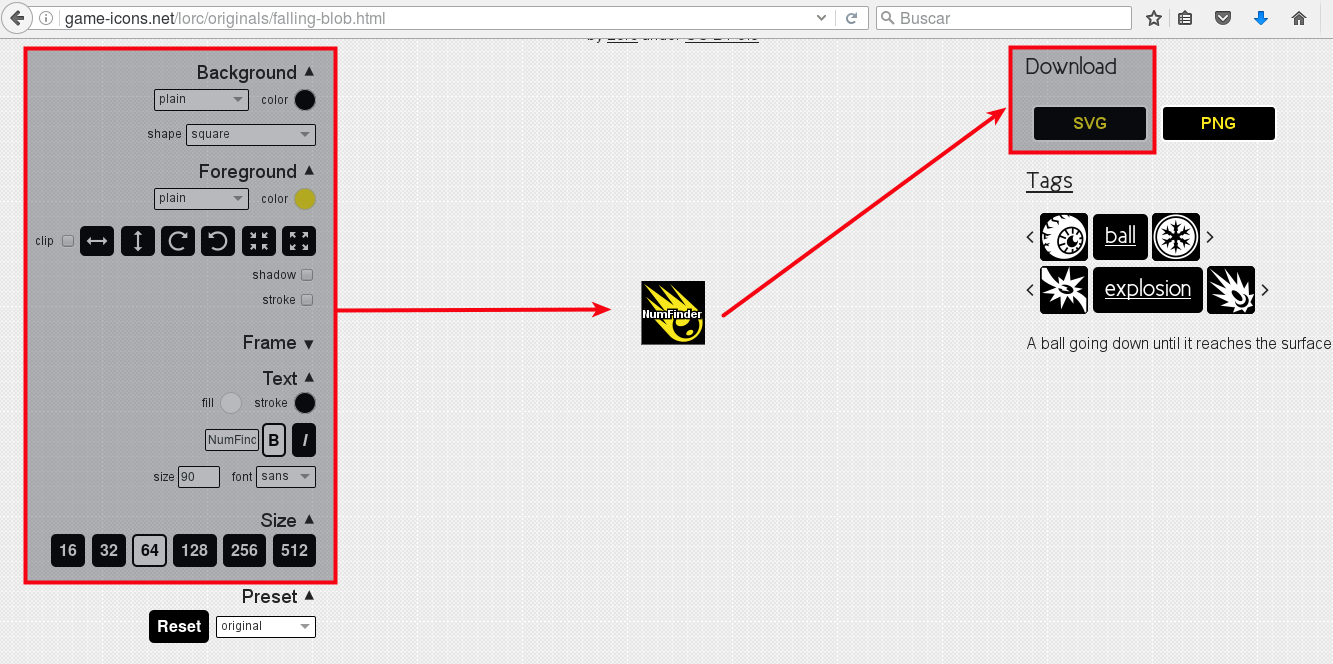 game-icons.net/lorc/originals/falling-blob.html
Buscar
by Lorc under
Background
plain color
shape square
Foreground
plain color
clip
shadow
stroke
Frame
Text
fill stroke
NumFinc B I
size 90 font sans
Size
16 32 64 128 256 512
Preset
Reset original
NumFinder
Download
SVG PNG
Tags
ball
explosion
A ball going down until it reaches the surface